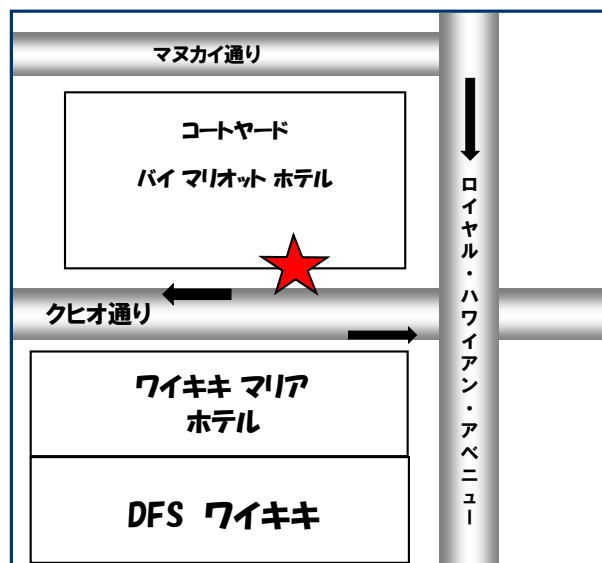 マヌカイ通り
コートヤード
バイ マリオット ホテル
ロイヤル・ハワイアン・アベニュー
クヒオ通り
ワイキキ マリア
ホテル
DFS ワイキキ